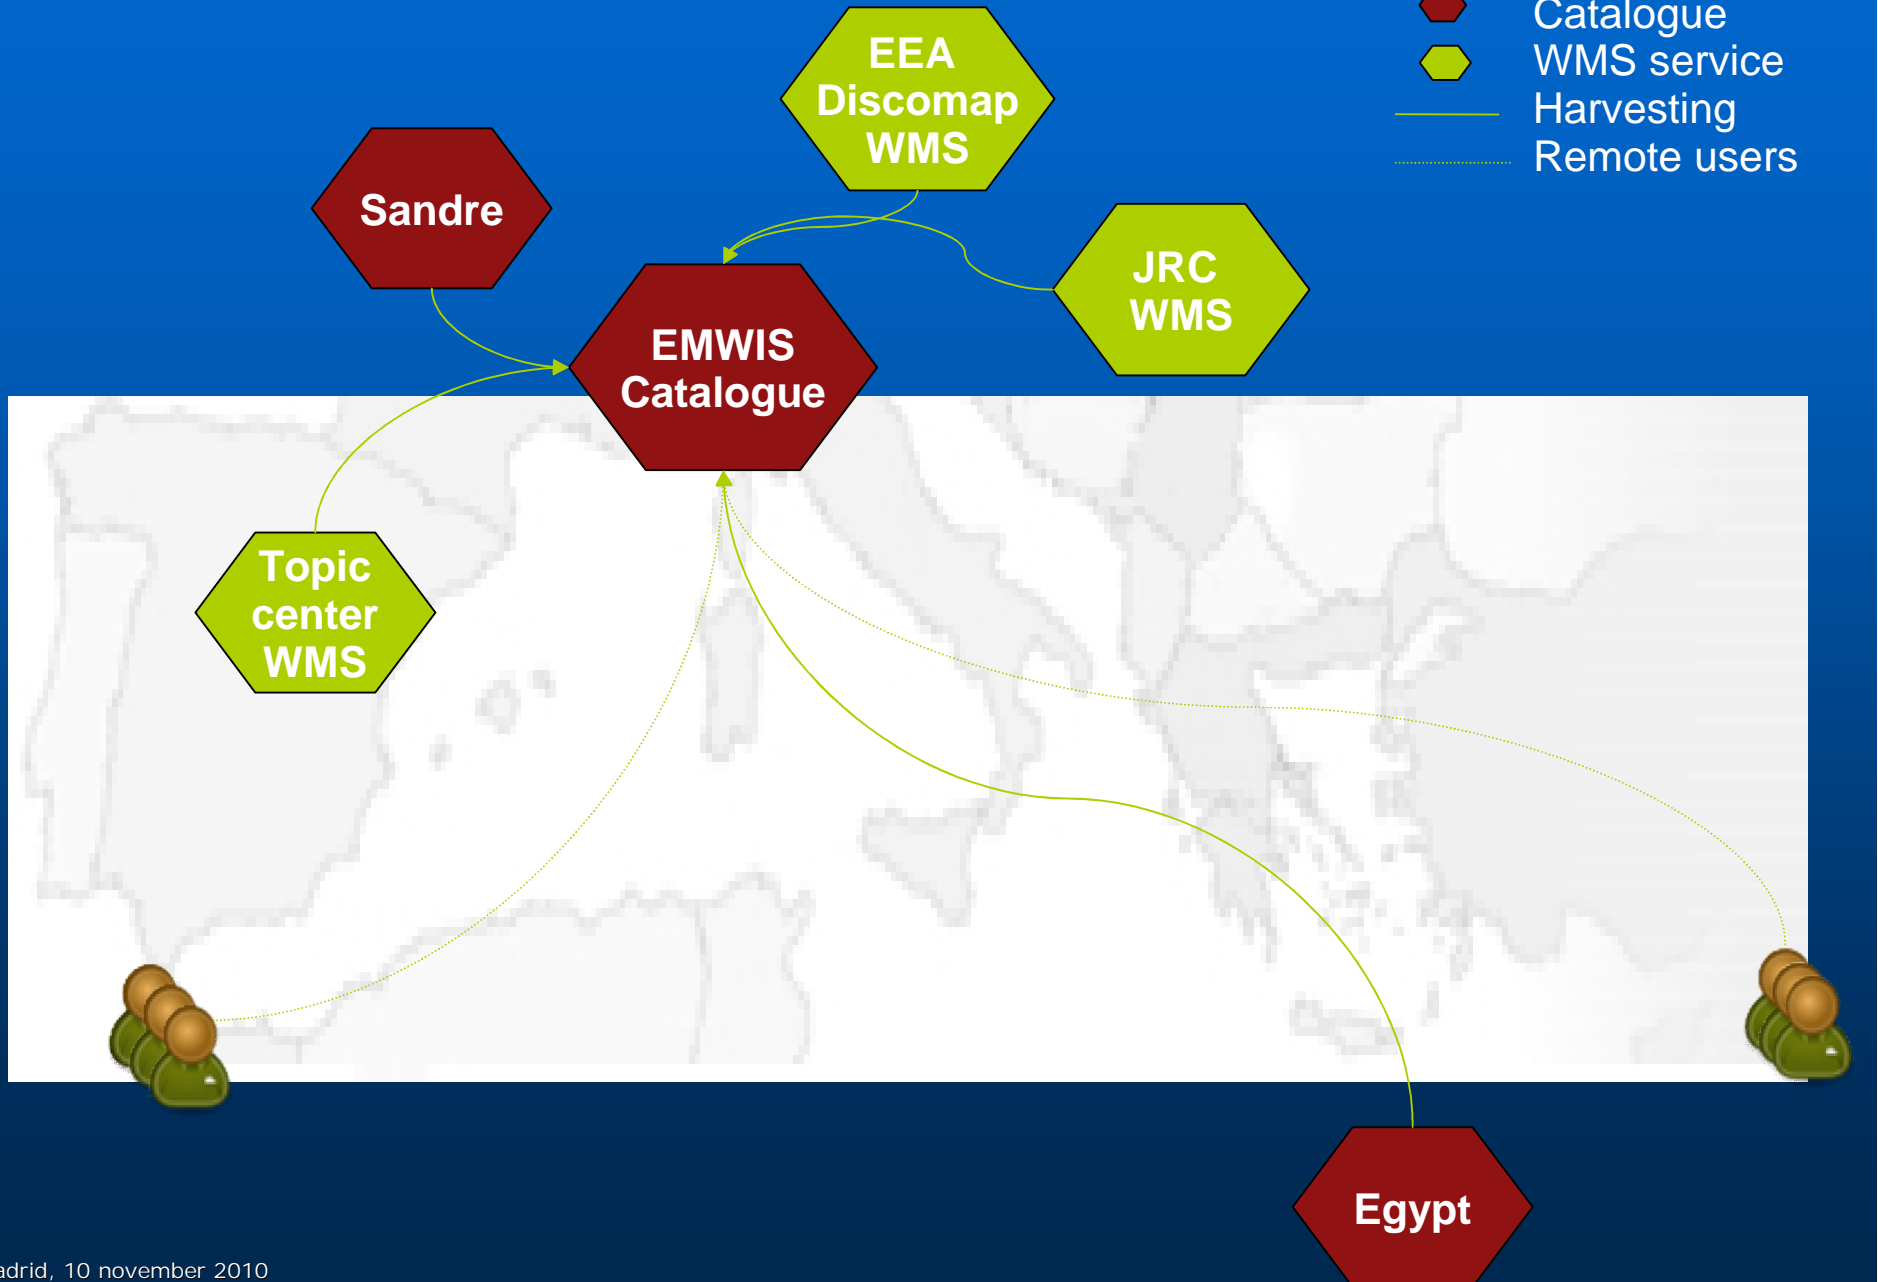 Catalogue
WMS service
Harvesting
Remote users
EEA
Discomap
WMS
Sandre
JRC
WMS
EMWIS
Catalogue
Topic
center
WMS
Egypt
adrid, 10 november 2010